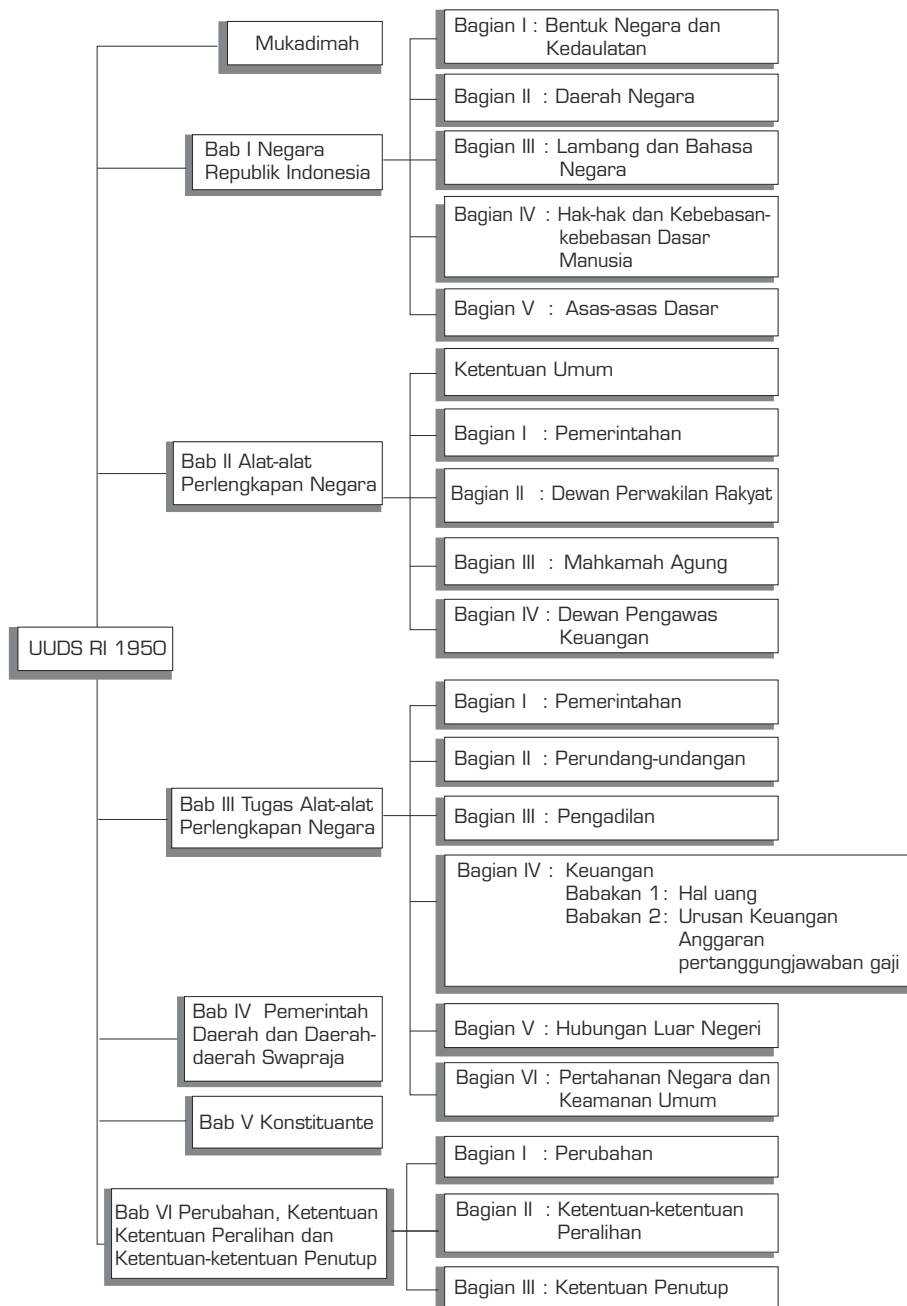 UUDS RI 1950
Mukadimah
Bab I Negara
Republik Indonesia
Bagian I : Bentuk Negara dan
Kedaulatan
Bagian II : Daerah Negara
Bagian III : Lambang dan Bahasa
Negara
Bagian IV : Hak-hak dan Kebebasan-
kebebasan Dasar
Manusia
Bagian V : Asas-asas Dasar
Bab II Alat-alat
Perlengkapan Negara
Ketentuan Umum
Bagian I : Pemerintahan
Bagian II : Dewan Perwakilan Rakyat
Bagian III : Mahkamah Agung
Bagian IV : Dewan Pengawas
Keuangan
Bab III Tugas Alat-alat
Perlengkapan Negara
Bagian I : Pemerintahan
Bagian II : Perundang-undangan
Bagian III : Pengadilan
Bagian IV : Keuangan
Babakan 1: Hal uang
Babakan 2: Urusan Keuangan
Anggaran
pertanggungjawaban gaji
Bagian V : Hubungan Luar Negeri
Bagian VI : Pertahanan Negara dan
Keamanan Umum
Bab IV Pemerintah
Daerah dan Daerah-
daerah Swapraja
Bab V Konstituante
Bab VI Perubahan, Ketentuan
Ketentuan Peralihan dan
Ketentuan-ketentuan Penutup
Bagian I : Perubahan
Bagian II : Ketentuan-ketentuan
Peralihan
Bagian III : Ketentuan Penutup